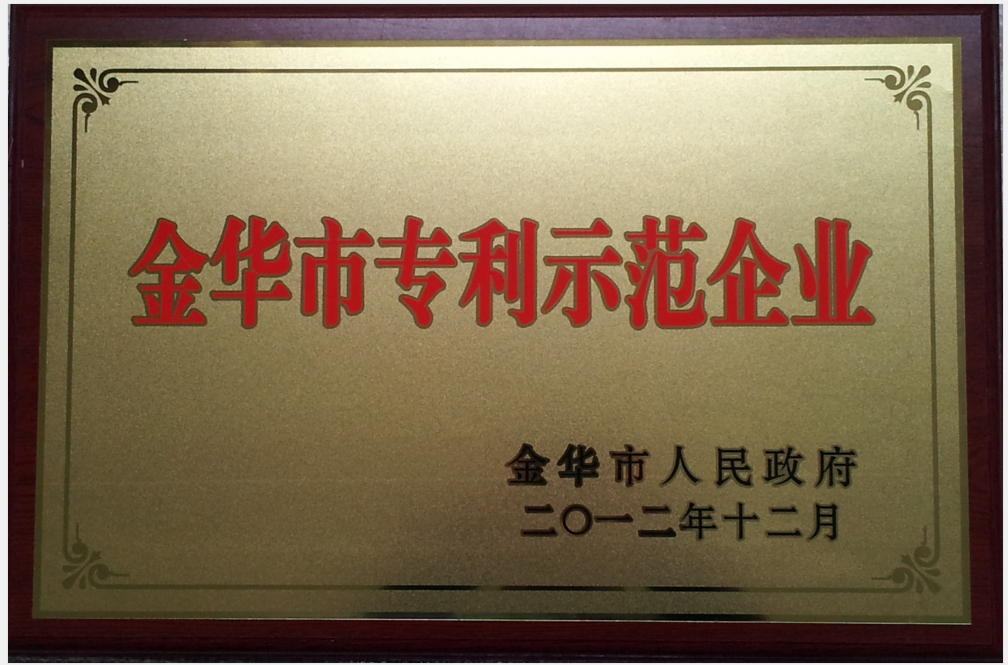 金华市专利示范企业
金华市人民政府
二〇一二年十二月